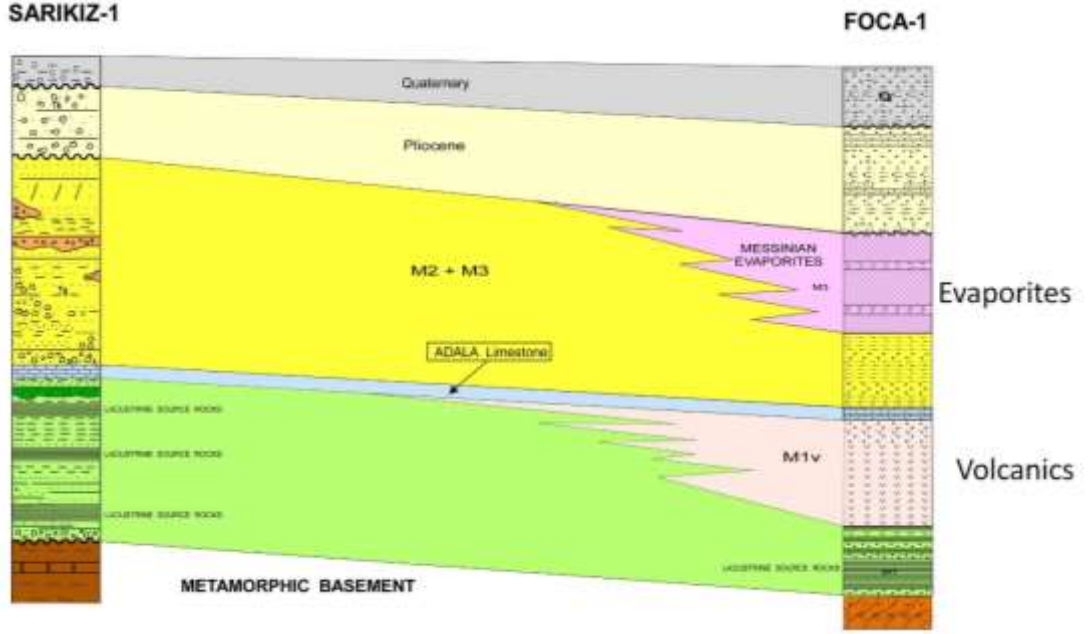 SARIKIZ-1
FOCA-1
Quaternary
Q
Pliocene
MESSINIAN
EVAPORITES
M3
Evaporites
M2 + M3
ADALA Limestone
LACUSTRINE SOURCE ROCKS
M1v
LACUSTRINE SOURCE ROCKS
Volcanics
LACUSTRINE SOURCE ROCKS
LACUSTRINE SOURCE ROCKS
METAMORPHIC BASEMENT